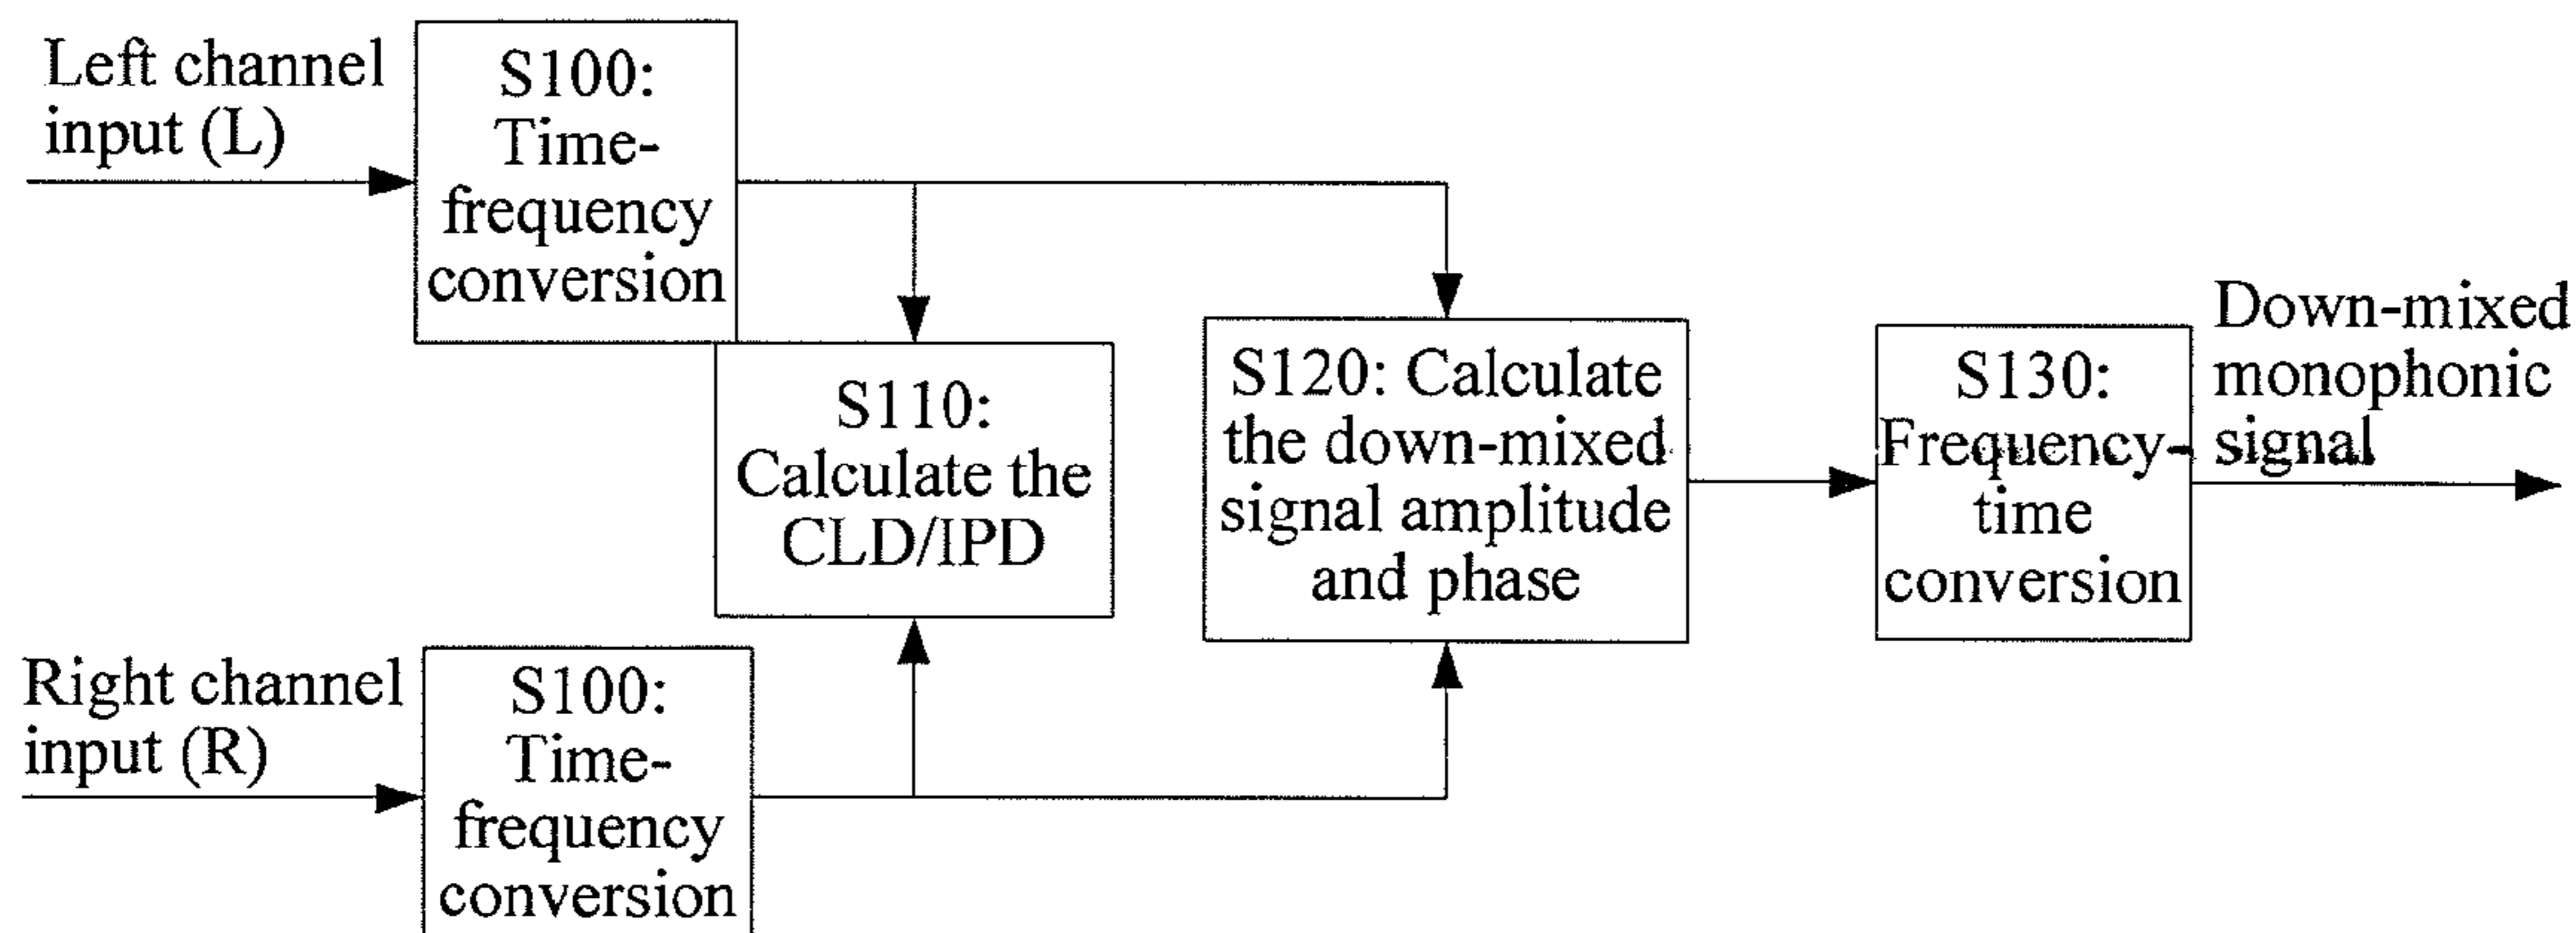 Left channel
input (L)
S100:
Time-
frequency
conversion
S110:
Calculate the
CLD/IPD
Right channel
input (R)
S100:
Time-
frequency
conversion
S120: Calculate
the down-mixed
signal amplitude
and phase
S130:
Frequency-
time
conversion
Down-mixed
monophonic
signal